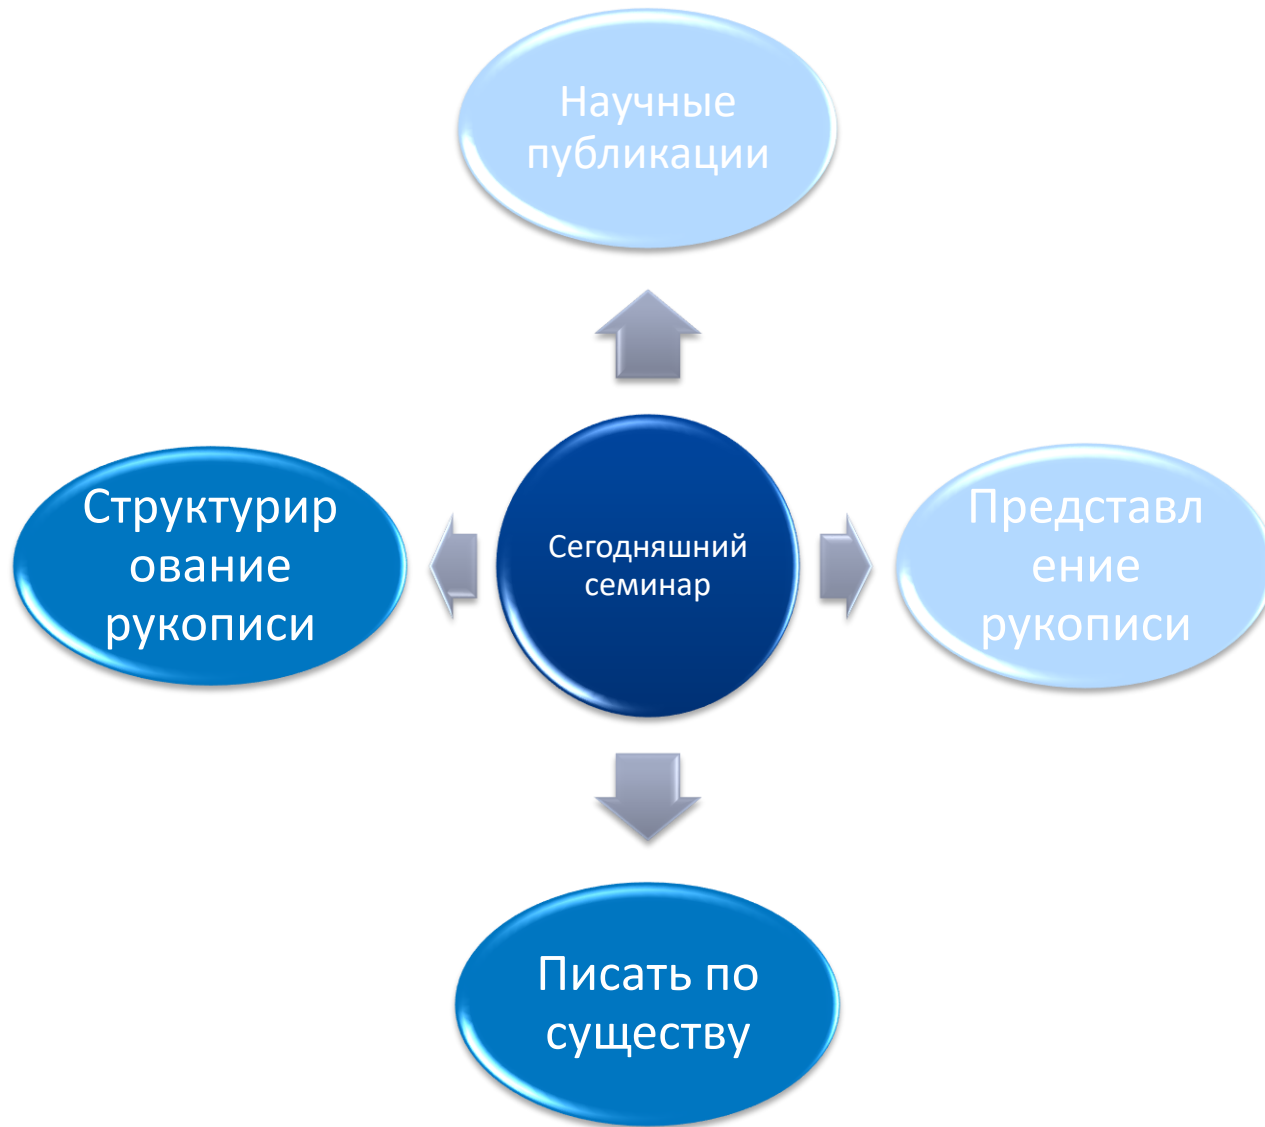 Научные
публикации
Структурир
ование
рукописи
Сегодняшний
семинар
Представл
ение
рукописи
Писать по
существу